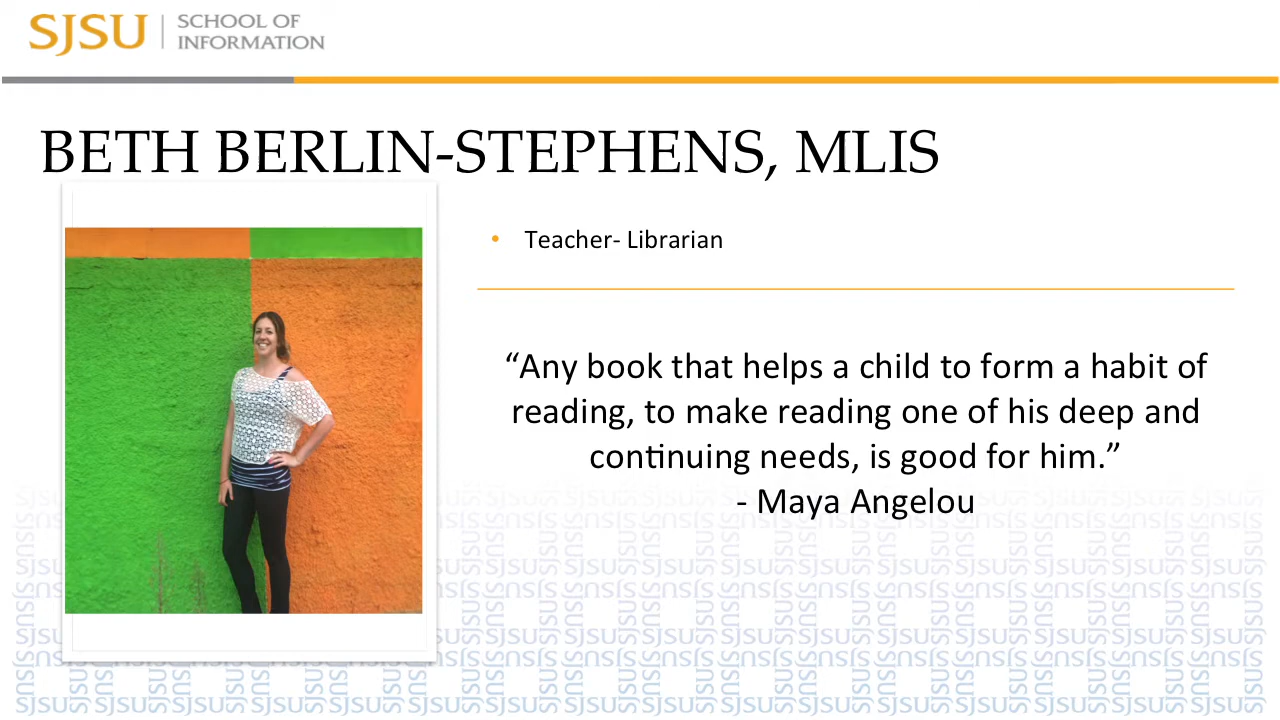 SJSU | SCHOOL OF
INFORMATION
BETH BERLIN-STEPHENS, MLIS
• Teacher- Librarian
“Any book that helps a child to form a habit of
reading, to make reading one of his deep and
continuing needs, is good for him.”
- Maya Angelou